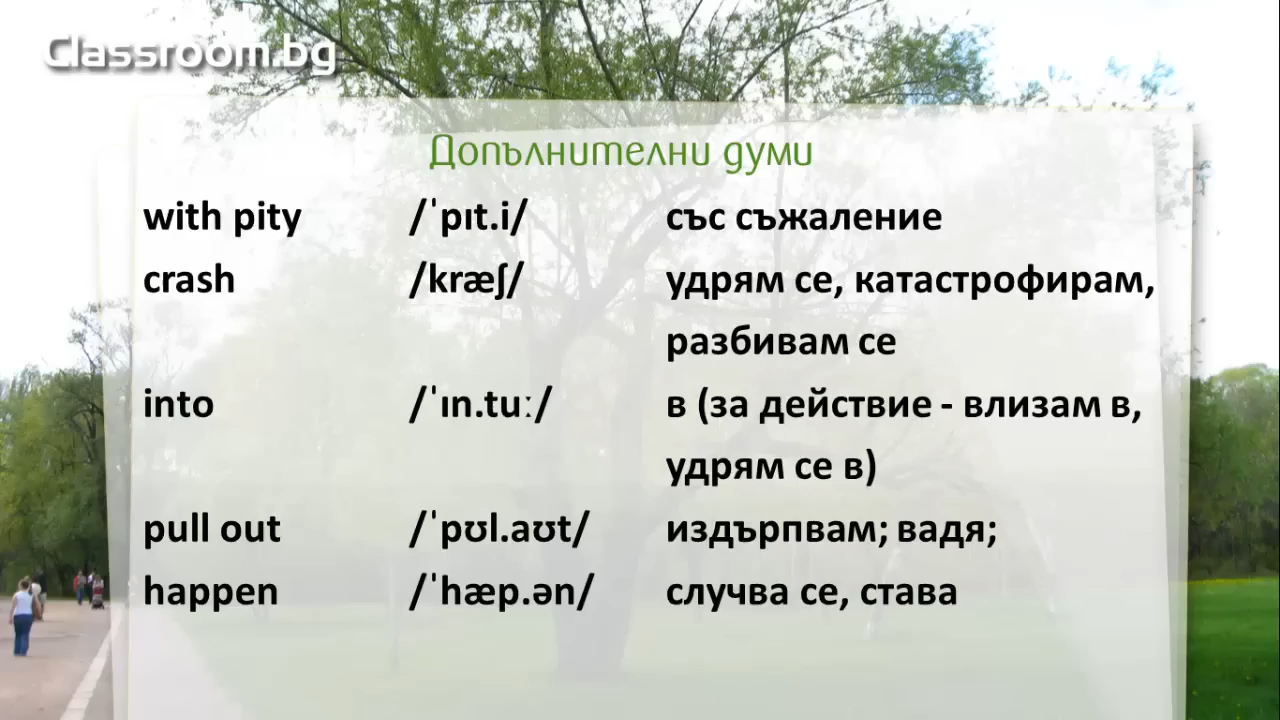 Classroom.bg
Допълнителни думи
with pity /ˈpɪt.i/ със съжаление
crash /kræʃ/ удрям се, катастрофирам,
разбивам се
into /ˈɪn.tuː/ в (за действие - влизам в,
удрям се в)
pull out /ˈpʊl.aʊt/ издърпвам; вадя;
happen /ˈhæp.ən/ случва се, става